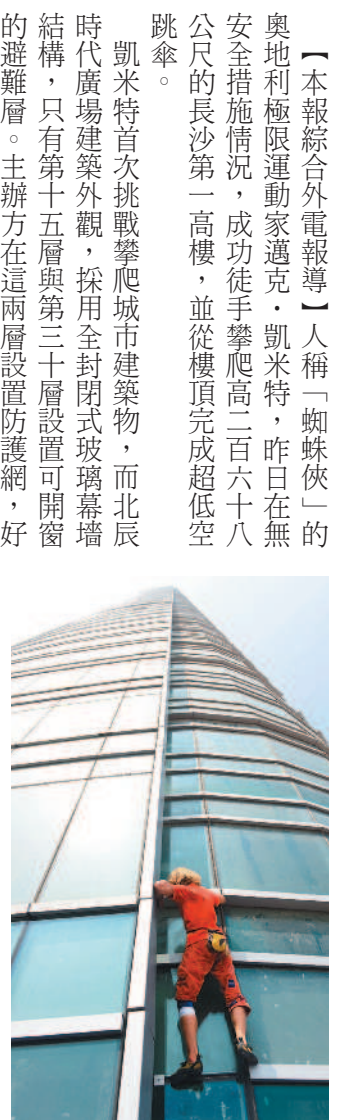 【本報綜合外電報導】人稱「蜘蛛俠」的
奧地利極限運動家邁克・凱米特，昨日在無
安全措施情況，成功徒手攀爬高二百六十八
公尺的長沙第一高樓，並從樓頂完成超低空
跳傘。
凱米特首次挑戰攀爬城市建築物，而北辰
時代廣場建築外觀，採用全封閉式玻璃幕墻
結構，只有第十五層與第三十層設置可開窗
的避難層。主辦方在這兩層設置防護網，好